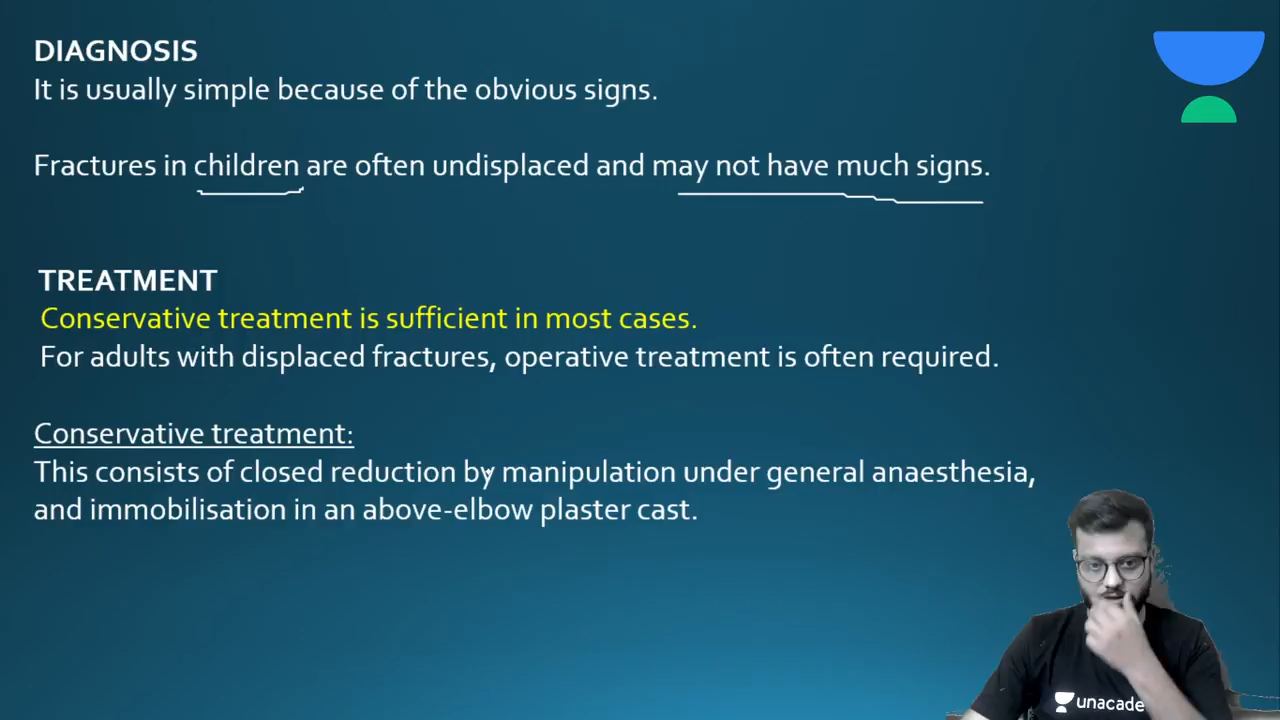 DIAGNOSIS
It is usually simple because of the obvious signs.
Fractures in children are often undisplaced and may not have much signs.
TREATMENT
Conservative treatment is sufficient in most cases.
For adults with displaced fractures, operative treatment is often required.
Conservative treatment:
This consists of closed reduction by manipulation under general anaesthesia,
and immobilisation in an above-elbow plaster cast.
unacade